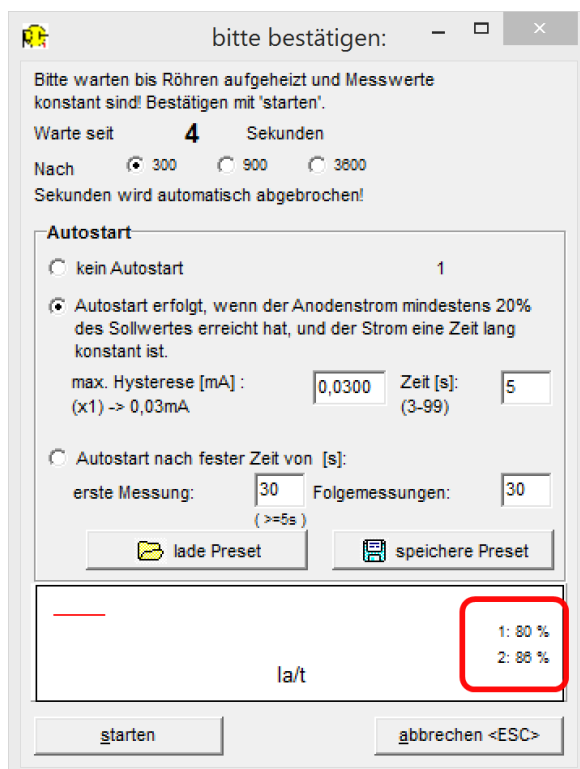 bitte bestätigen:
Bitte warten bis Röhren aufgeheizt und Messwerte
konstant sind! Bestätigen mit 'starten'.
Warte seit 4 Sekunden
Nach 300 900 3600
Sekunden wird automatisch abgebrochen!
Autostart
kein Autostart 1
Autostart erfolgt, wenn der Anodenstrom mindestens 20%
des Sollwertes erreicht hat, und der Strom eine Zeit lang
konstant ist.
max. Hysterese [mA] : 0,0300 Zeit [s]: 5
(x1) -> 0,03mA (3-99)
Autostart nach fester Zeit von [s]:
erste Messung: 30 Folgemessungen: 30
( >=5s )
lade Preset speichere Preset
1: 80 %
2: 86 %
Ia/t
starten abbrechen <ESC>